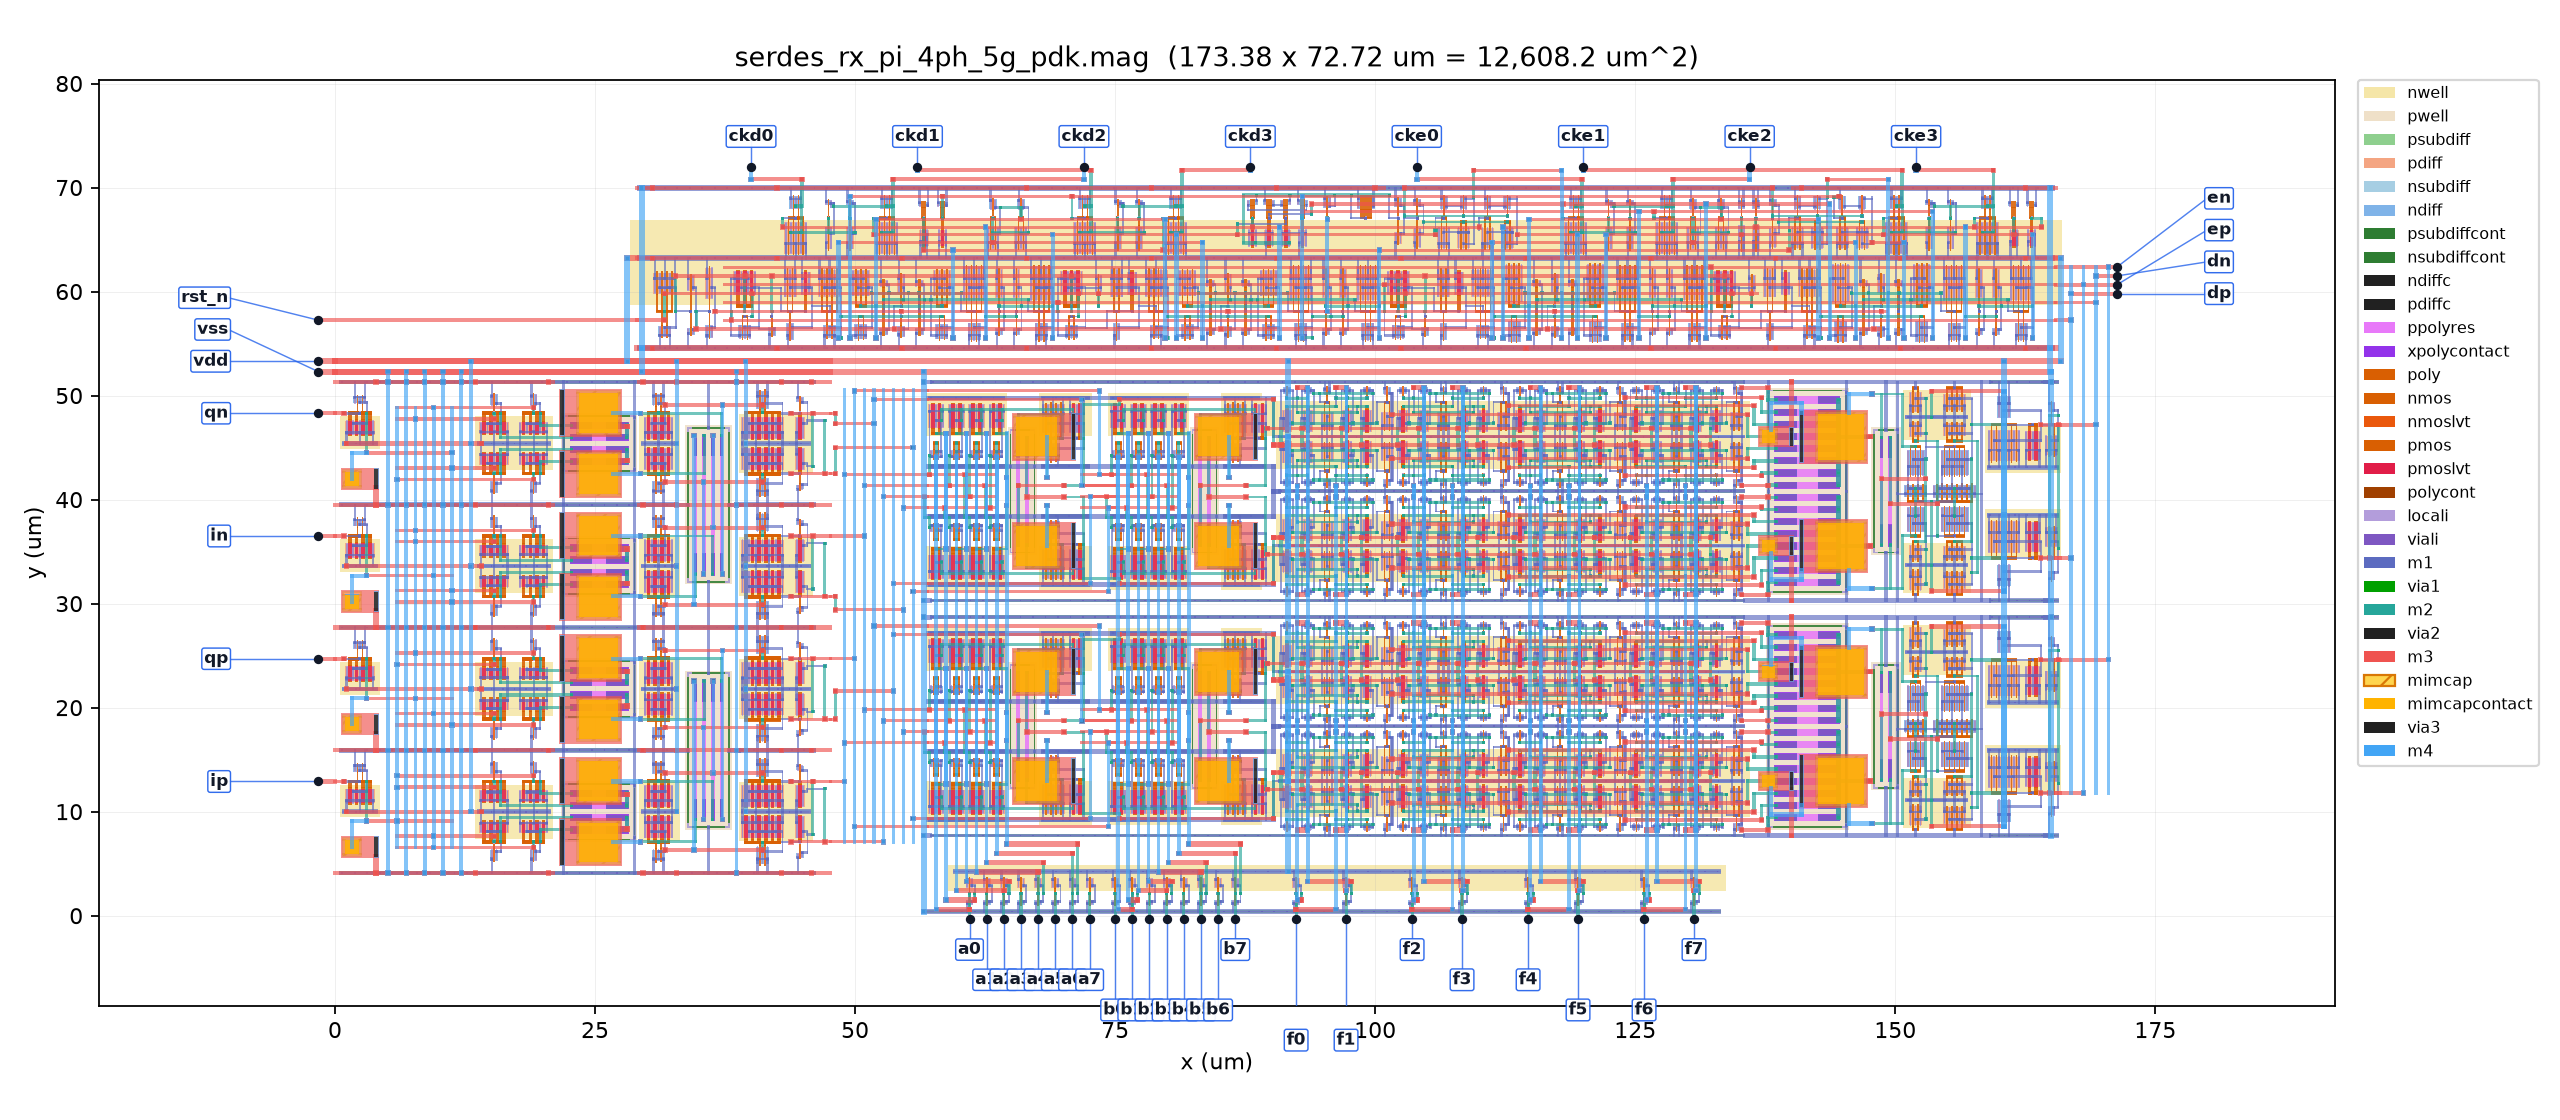 serdes_rx_pi_4ph_5g_pdk.mag (173.38 x 72.72 um = 12,608.2 um^2)
80
70
60
50
40
30
20
10
0
y (um)
ckd0 ckd1 ckd2 ckd3 cke0 cke1 cke2 cke3
rst_n
vss
vdd
qn
in
qp
ip
en
ep
dn
dp
a0 b7 f2 f7
a7 f3 f4
b6 f5 f6
f0 f1
0 25 50 75 100 125 150 175
x (um)
nwell
pwell
psubdiff
pdiff
nsubdiff
ndiff
psubdiffcont
nsubdiffcont
ndiffc
pdiffc
ppolyres
xpolycontact
poly
nmos
nmoslvt
pmos
pmoslvt
polycont
locali
viali
m1
via1
m2
via2
m3
mimcap
mimcapcontact
via3
m4